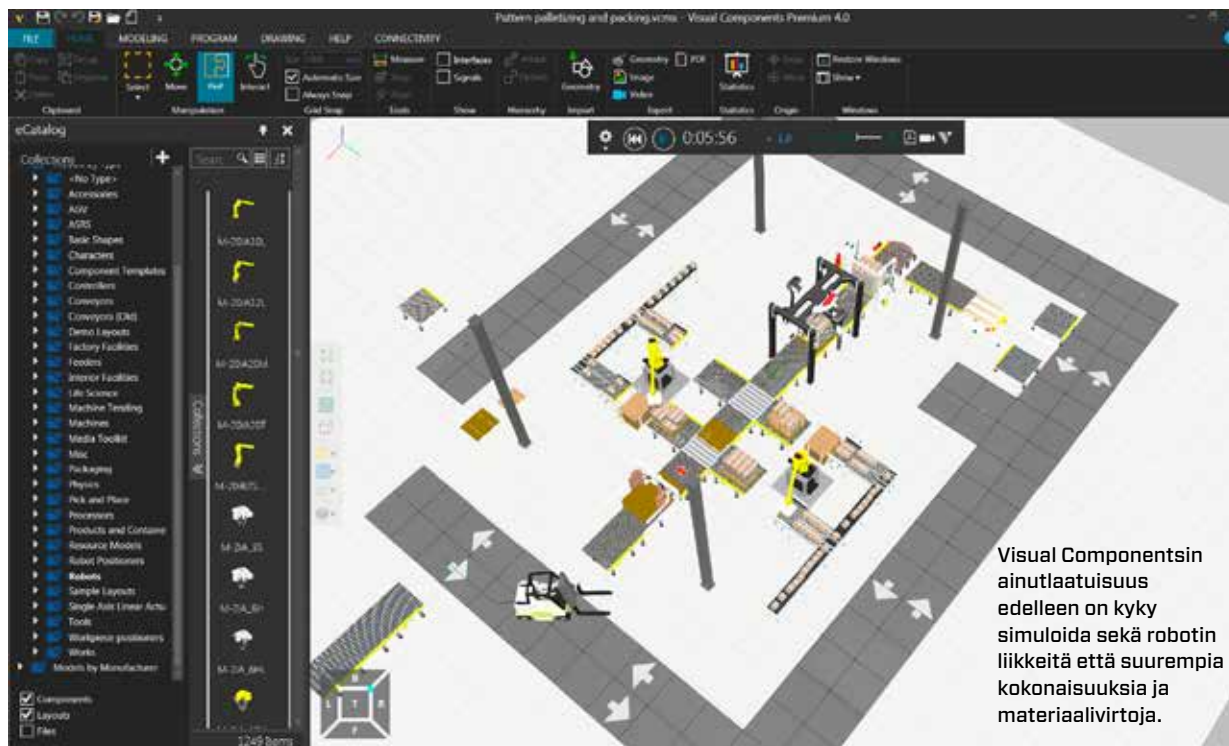 Pattern palletizing and packing.vcmx - Visual Components Premium 4.0
FILE HOME MODELING PROGRAM DRAWING HELP CONNECTIVITY
Select Move PnP Interact
Automatic Size
Always Snap
Measure
Interfaces
Signals
Geometry
Geometry PDF
Image
Video
Statistics
Restore Windows
Show
Clipboard Manipulation Grid Snap Tools Show Hierarchy Import Export Statistics Origin Windows
eCatalog
Collections
0:05:56
<No Type>
Accessories
AGV
ASRS
Basic Shapes
Characters
Component Templates
Controllers
Conveyors
Conveyors (Old)
Demo Layouts
Factory Facilities
Feeders
Interior Facilities
Life Science
Machine Tending
Machines
Media Toolkit
Misc
Packaging
Physics
Pick and Place
Processors
Products and Containe
Resource Models
Robot Positioners
Robots
Sample Layouts
Single Axis Linear Actu
Tools
Workpiece positioners
Works
Models by Manufacturer
Components
Layouts
Files
Collections
1249 Items
L T R
F
Visual Componentsin
ainutlaatuisuus
edelleen on kyky
simuloida sekä robotin
liikkeitä että suurempia
kokonaisuuksia ja
materiaalivirtoja.